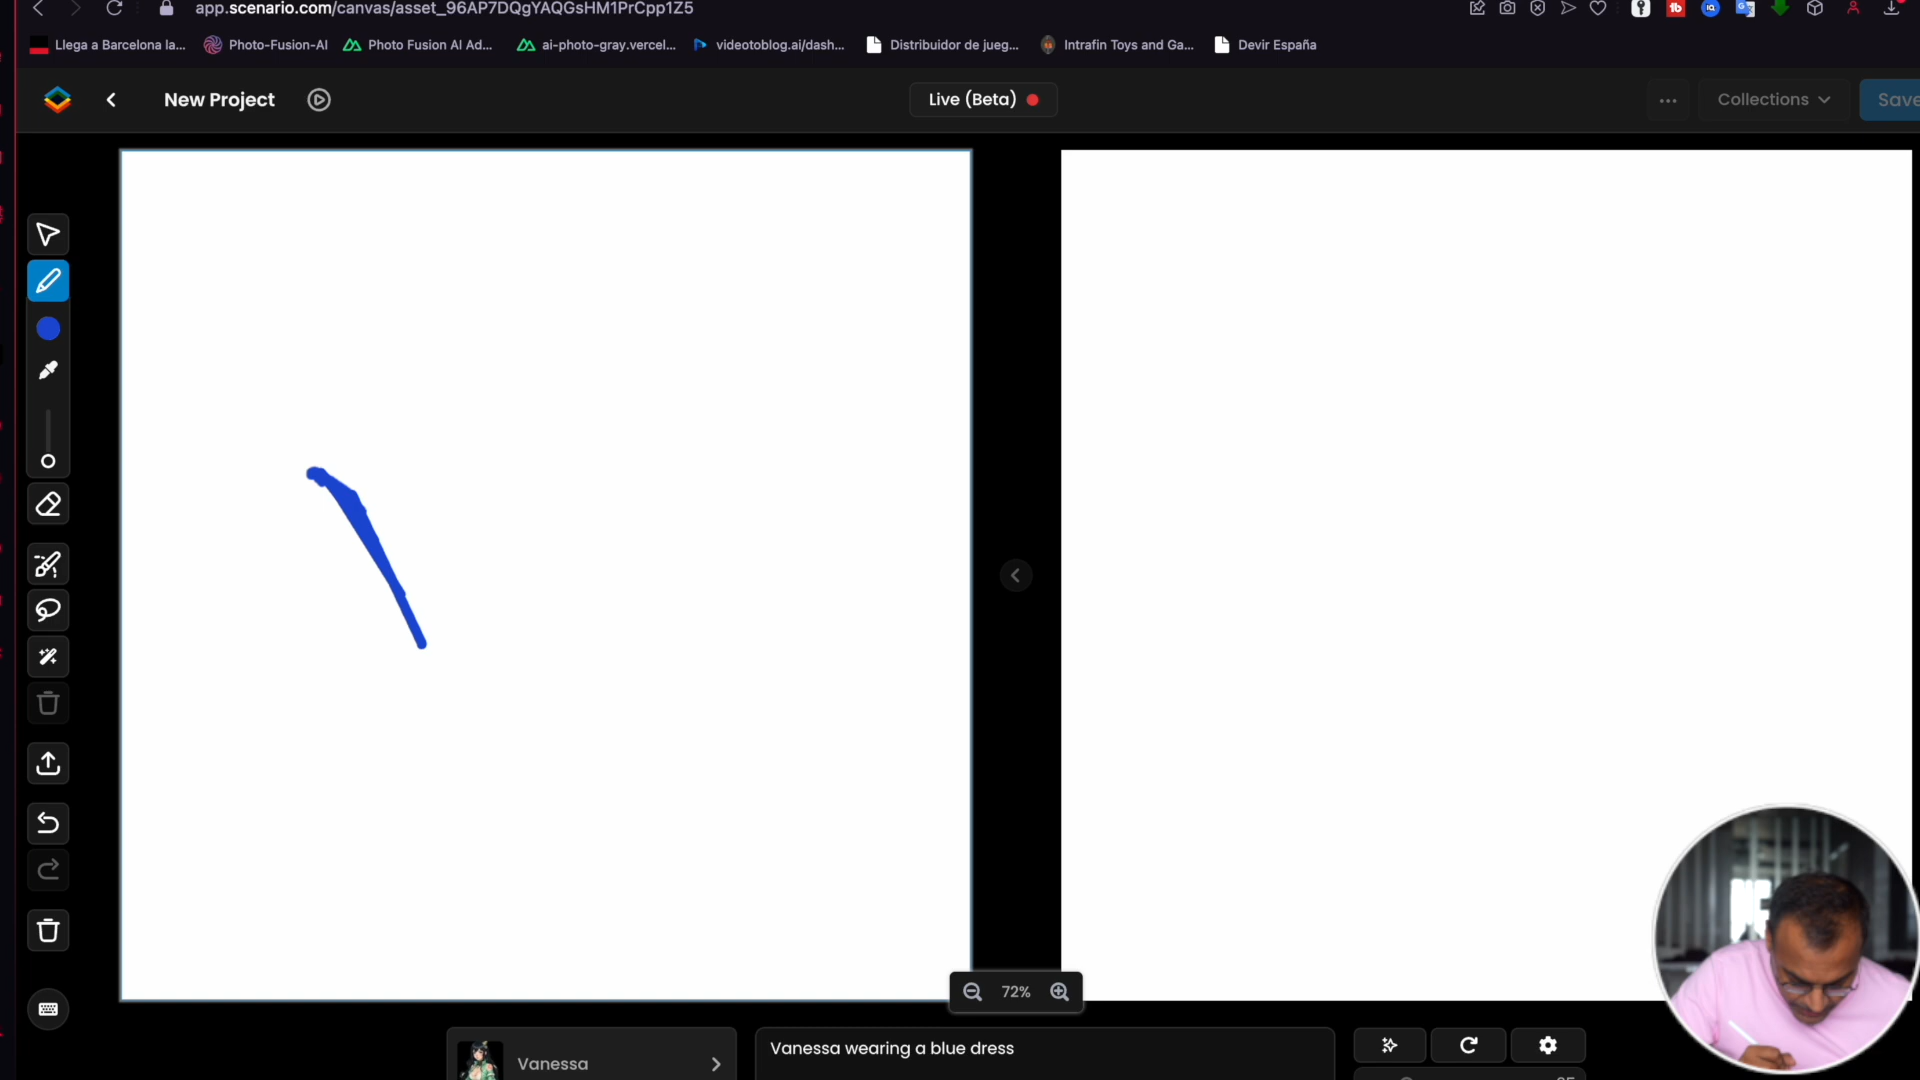 app.scenario.com/canvas/asset_96AP7DQgYAQGsHM1PrCpp1Z5
Llega a Barcelona la...
Photo-Fusion-AI
Photo Fusion AI Ad...
ai-photo-gray.vercel...
videotoblog.ai/dash...
Distribuidor de jueg...
Intrafin Toys and Ga...
Devir España
New Project
Live (Beta)
Collections
Save
72%
Vanessa
Vanessa wearing a blue dress